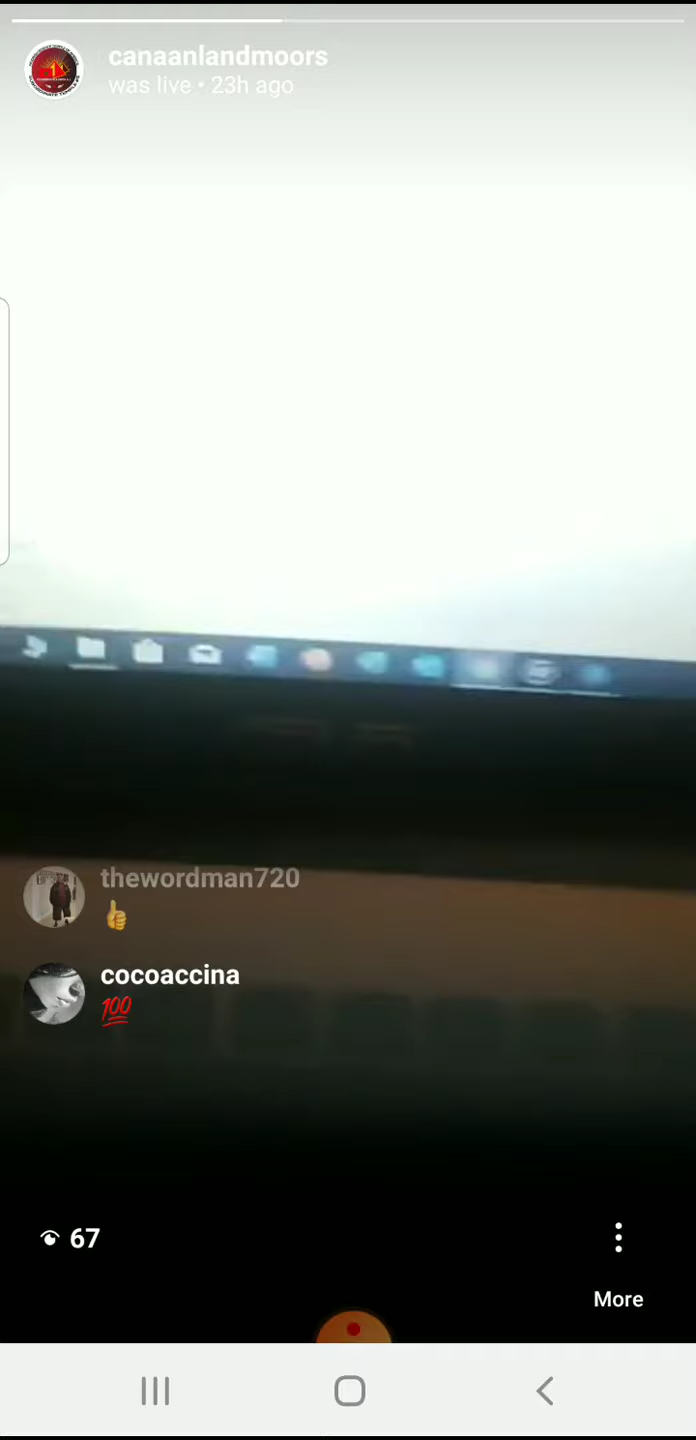 canaanlandmoors
was live • 23h ago
thewordman720
👍
cocoaccina
💯
67
More